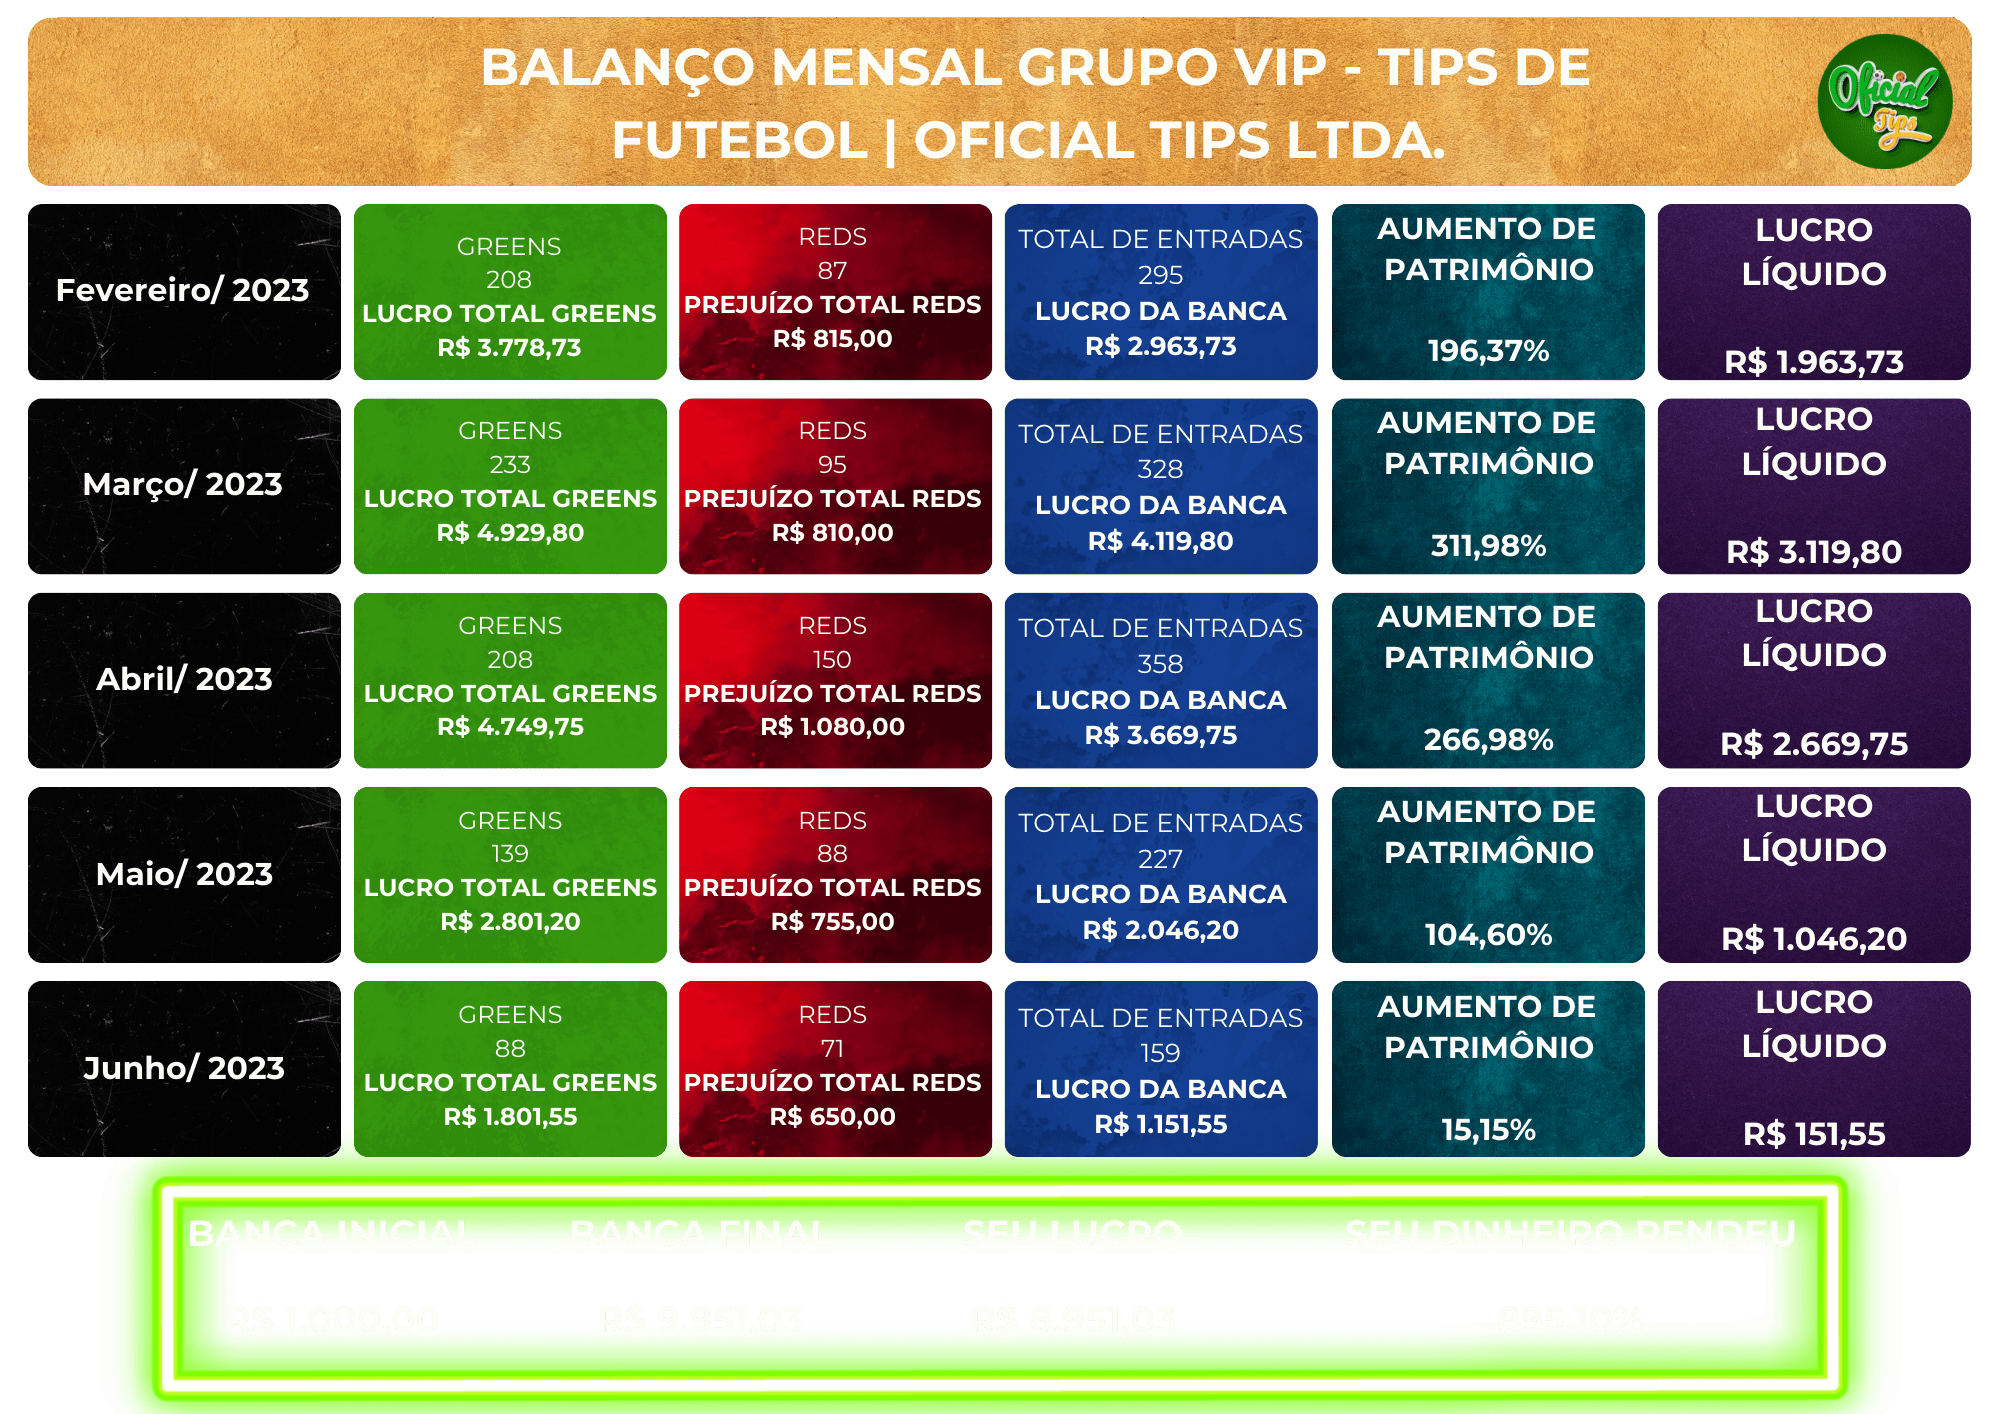 BALANÇO MENSAL GRUPO VIP - TIPS DE
FUTEBOL | OFICIAL TIPS LTDA.
Oficial
Tips
Fevereiro/ 2023
GREENS
208
LUCRO TOTAL GREENS
R$ 3.778,73
REDS
87
PREJUÍZO TOTAL REDS
R$ 815,00
TOTAL DE ENTRADAS
295
LUCRO DA BANCA
R$ 2.963,73
AUMENTO DE
PATRIMÔNIO
196,37%
LUCRO
LÍQUIDO
R$ 1.963,73
Março/ 2023
GREENS
233
LUCRO TOTAL GREENS
R$ 4.929,80
REDS
95
PREJUÍZO TOTAL REDS
R$ 810,00
TOTAL DE ENTRADAS
328
LUCRO DA BANCA
R$ 4.119,80
AUMENTO DE
PATRIMÔNIO
311,98%
LUCRO
LÍQUIDO
R$ 3.119,80
Abril/ 2023
GREENS
208
LUCRO TOTAL GREENS
R$ 4.749,75
REDS
150
PREJUÍZO TOTAL REDS
R$ 1.080,00
TOTAL DE ENTRADAS
358
LUCRO DA BANCA
R$ 3.669,75
AUMENTO DE
PATRIMÔNIO
266,98%
LUCRO
LÍQUIDO
R$ 2.669,75
Maio/ 2023
GREENS
139
LUCRO TOTAL GREENS
R$ 2.801,20
REDS
88
PREJUÍZO TOTAL REDS
R$ 755,00
TOTAL DE ENTRADAS
227
LUCRO DA BANCA
R$ 2.046,20
AUMENTO DE
PATRIMÔNIO
104,60%
LUCRO
LÍQUIDO
R$ 1.046,20
Junho/ 2023
GREENS
88
LUCRO TOTAL GREENS
R$ 1.801,55
REDS
71
PREJUÍZO TOTAL REDS
R$ 650,00
TOTAL DE ENTRADAS
159
LUCRO DA BANCA
R$ 1.151,55
AUMENTO DE
PATRIMÔNIO
15,15%
LUCRO
LÍQUIDO
R$ 151,55
BANCA INICIAL
R$ 1.000,00
BANCA FINAL
R$ 9.951,03
SEU LUCRO
R$ 8.951,03
SEU DINHEIRO RENDEU
895,10%